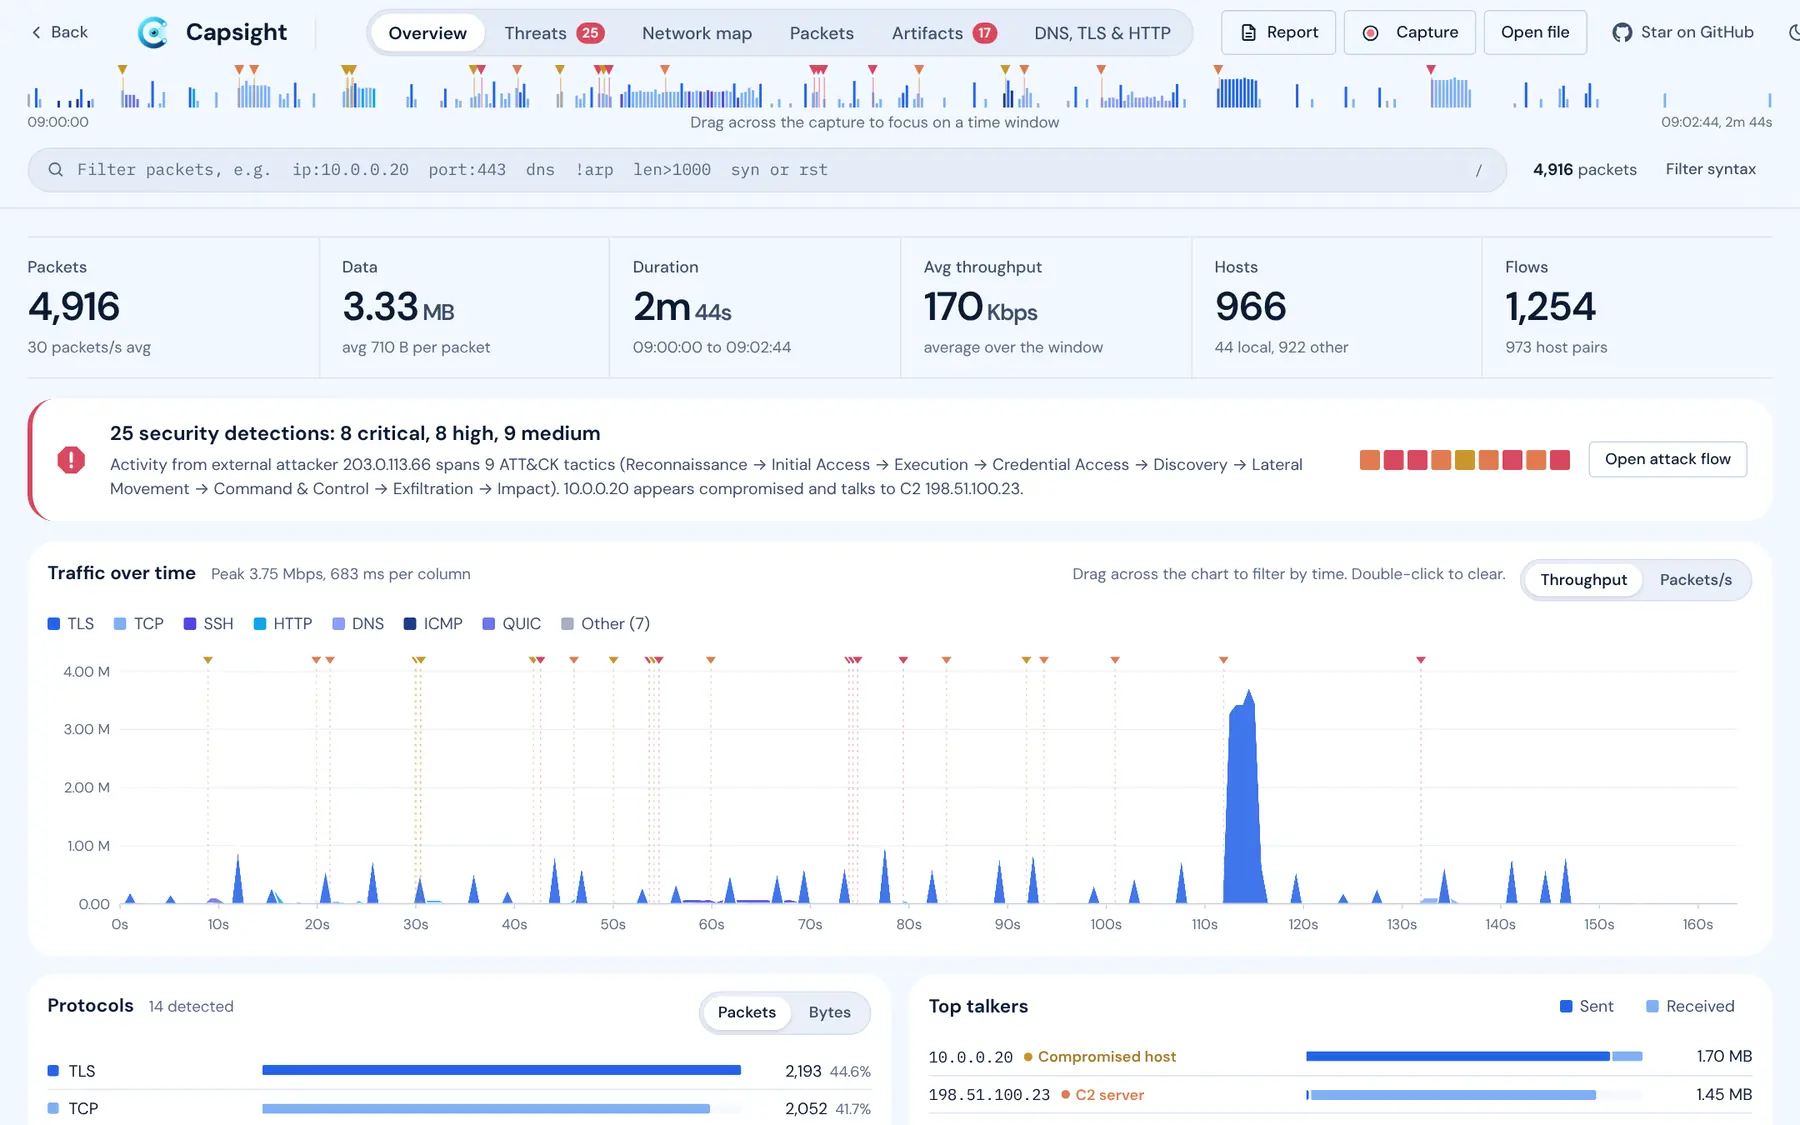 Back
Capsight
Overview
Threats 25
Network map
Packets
Artifacts 17
DNS, TLS & HTTP
Report
Capture
Open file
Star on GitHub
09:00:00
Drag across the capture to focus on a time window
09:02:44, 2m 44s
Filter packets, e.g. ip:10.0.0.20 port:443 dns !arp len>1000 syn or rst /
4,916 packets
Filter syntax
Packets
4,916
30 packets/s avg
Data
3.33 MB
avg 710 B per packet
Duration
2m 44s
09:00:00 to 09:02:44
Avg throughput
170 Kbps
average over the window
Hosts
966
44 local, 922 other
Flows
1,254
973 host pairs
25 security detections: 8 critical, 8 high, 9 medium
Activity from external attacker 203.0.113.66 spans 9 ATT&CK tactics (Reconnaissance → Initial Access → Execution → Credential Access → Discovery → Lateral
Movement → Command & Control → Exfiltration → Impact). 10.0.0.20 appears compromised and talks to C2 198.51.100.23.
Open attack flow
Traffic over time Peak 3.75 Mbps, 683 ms per column
Drag across the chart to filter by time. Double-click to clear.
Throughput
Packets/s
TLS TCP SSH HTTP DNS ICMP QUIC Other (7)
4.00 M
3.00 M
2.00 M
1.00 M
0.00
0s 10s 20s 30s 40s 50s 60s 70s 80s 90s 100s 110s 120s 130s 140s 150s 160s
Protocols 14 detected
Packets
Bytes
TLS 2,193 44.6%
TCP 2,052 41.7%
Top talkers
Sent Received
10.0.0.20 Compromised host 1.70 MB
198.51.100.23 C2 server 1.45 MB